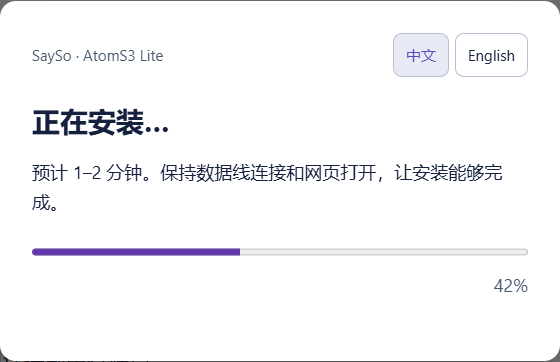 SaySo · AtomS3 Lite
中文
English
正在安装...
预计 1–2 分钟。保持数据线连接和网页打开，让安装能够完
成。
42%